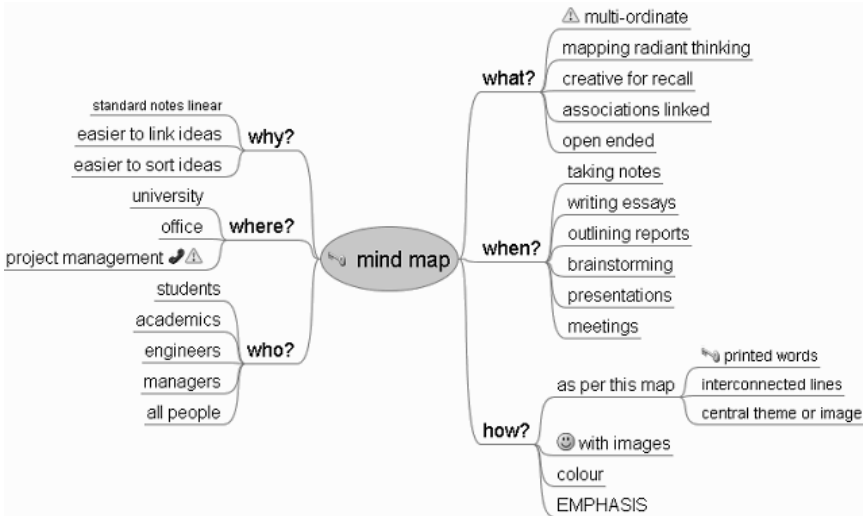 mind map
why?
standard notes linear
easier to link ideas
easier to sort ideas
where?
university
office
project management
who?
students
academics
engineers
managers
all people
what?
multi-ordinate
mapping radiant thinking
creative for recall
associations linked
open ended
when?
taking notes
writing essays
outlining reports
brainstorming
presentations
meetings
how?
as per this map
printed words
interconnected lines
central theme or image
with images
colour
EMPHASIS